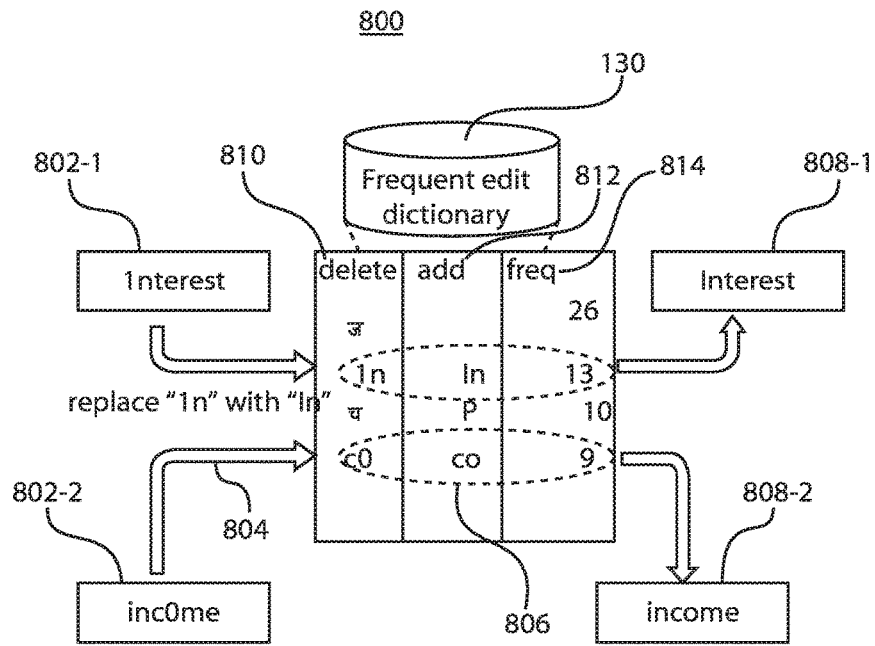 800
130
Frequent edit
dictionary
802-1
810
812
814
808-1
1nterest
delete
add
freq
Interest
26
ज
1n
In
13
replace "1n" with "In"
च
P
10
c0
co
9
802-2
804
808-2
inc0me
806
income